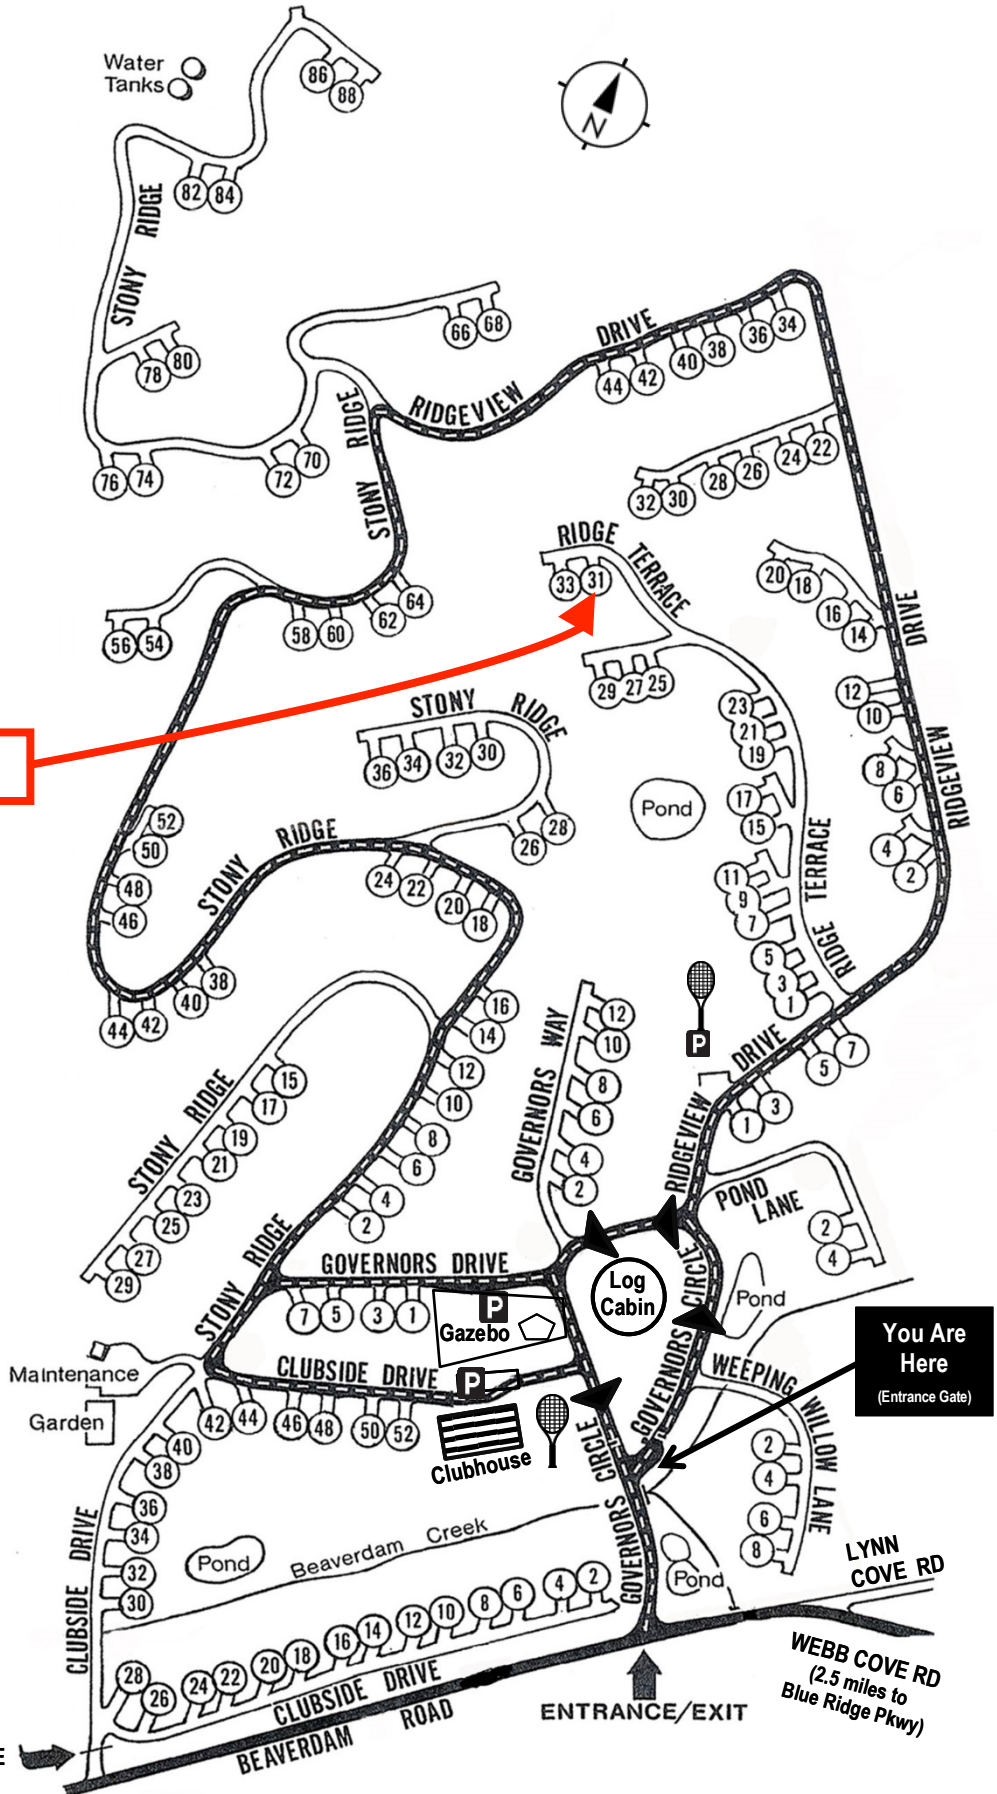 Water
Tanks
86
88
N
82
84
STONY RIDGE
66
68
DRIVE
34
36
38
40
42
44
78
80
RIDGEVIEW
STONY RIDGE
70
72
74
76
22
24
26
28
30
32
RIDGE TERRACE
33
31
20
18
16
14
DRIVE
64
62
60
58
56
54
29
27
25
12
10
23
21
19
STONY RIDGE
36
34
32
30
8
6
RIDGEVIEW
Pond
17
15
28
26
52
50
STONY RIDGE
4
2
24
22
20
18
11
9
7
RIDGE TERRACE
48
46
5
3
1
38
40
42
44
16
14
12
10
GOVERNORS WAY
P
DRIVE
7
5
12
10
8
6
4
2
15
17
19
21
23
25
27
29
STONY RIDGE
12
10
8
6
4
2
RIDGEVIEW
3
1
POND
LANE
2
4
STONY RIDGE
GOVERNORS DRIVE
Log
Cabin
GOVERNORS CIRCLE
Pond
7
5
3
1
P
Gazebo
You Are
Here
(Entrance Gate)
Maintenance
CLUBSIDE DRIVE
P
WEEPING WILLOW LANE
Garden
42
44
46
48
50
52
Clubhouse
GOVERNORS CIRCLE
40
38
36
34
32
30
2
4
6
8
CLUBSIDE DRIVE
Pond
Beaverdam Creek
Pond
LYNN
COVE RD
28
26
24
22
20
18
16
14
12
10
8
6
4
2
CLUBSIDE DRIVE
BEAVERDAM ROAD
ENTRANCE/EXIT
WEBB COVE RD
(2.5 miles to
Blue Ridge Pkwy)
E